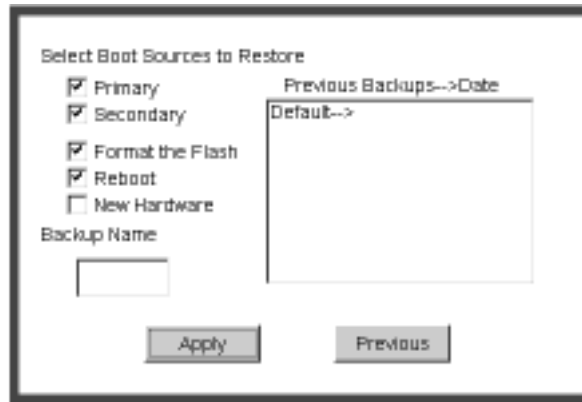 Select Boot Sources to Restore
Primary
Secondary
Format the Flash
Reboot
New Hardware
Backup Name
Previous Backups-->Date
Default-->
Apply
Previous